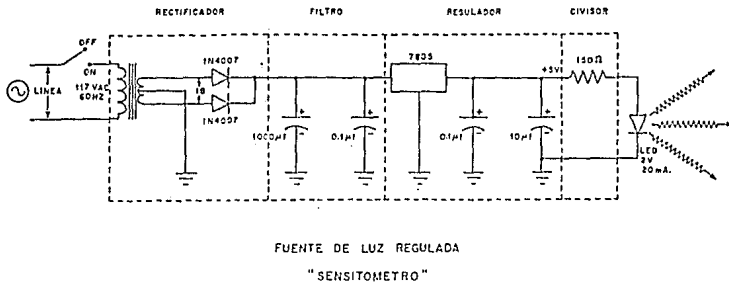 RECTIFICADOR
FILTRO
REGULADOR
CIVISOR
OFF
ON
LINEA
117 VAC
60HZ
1N4007
18
1N4007
1000µf
0.1µf
7805
0.1µf
10µf
+5V
150Ω
LED
2V
20mA.
FUENTE DE LUZ REGULADA
"SENSITOMETRO"